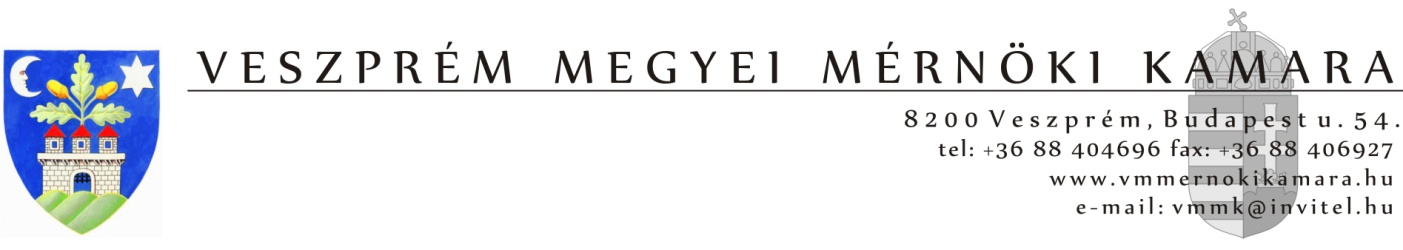 VESZPRÉM MEGYEI MÉRNÖKI KAMARA
8200 Veszprém, Budapest u. 54.
tel: +36 88 404696 fax: +36 88 406927
www.vmmernokikamara.hu
e-mail: vmmk@invitel.hu